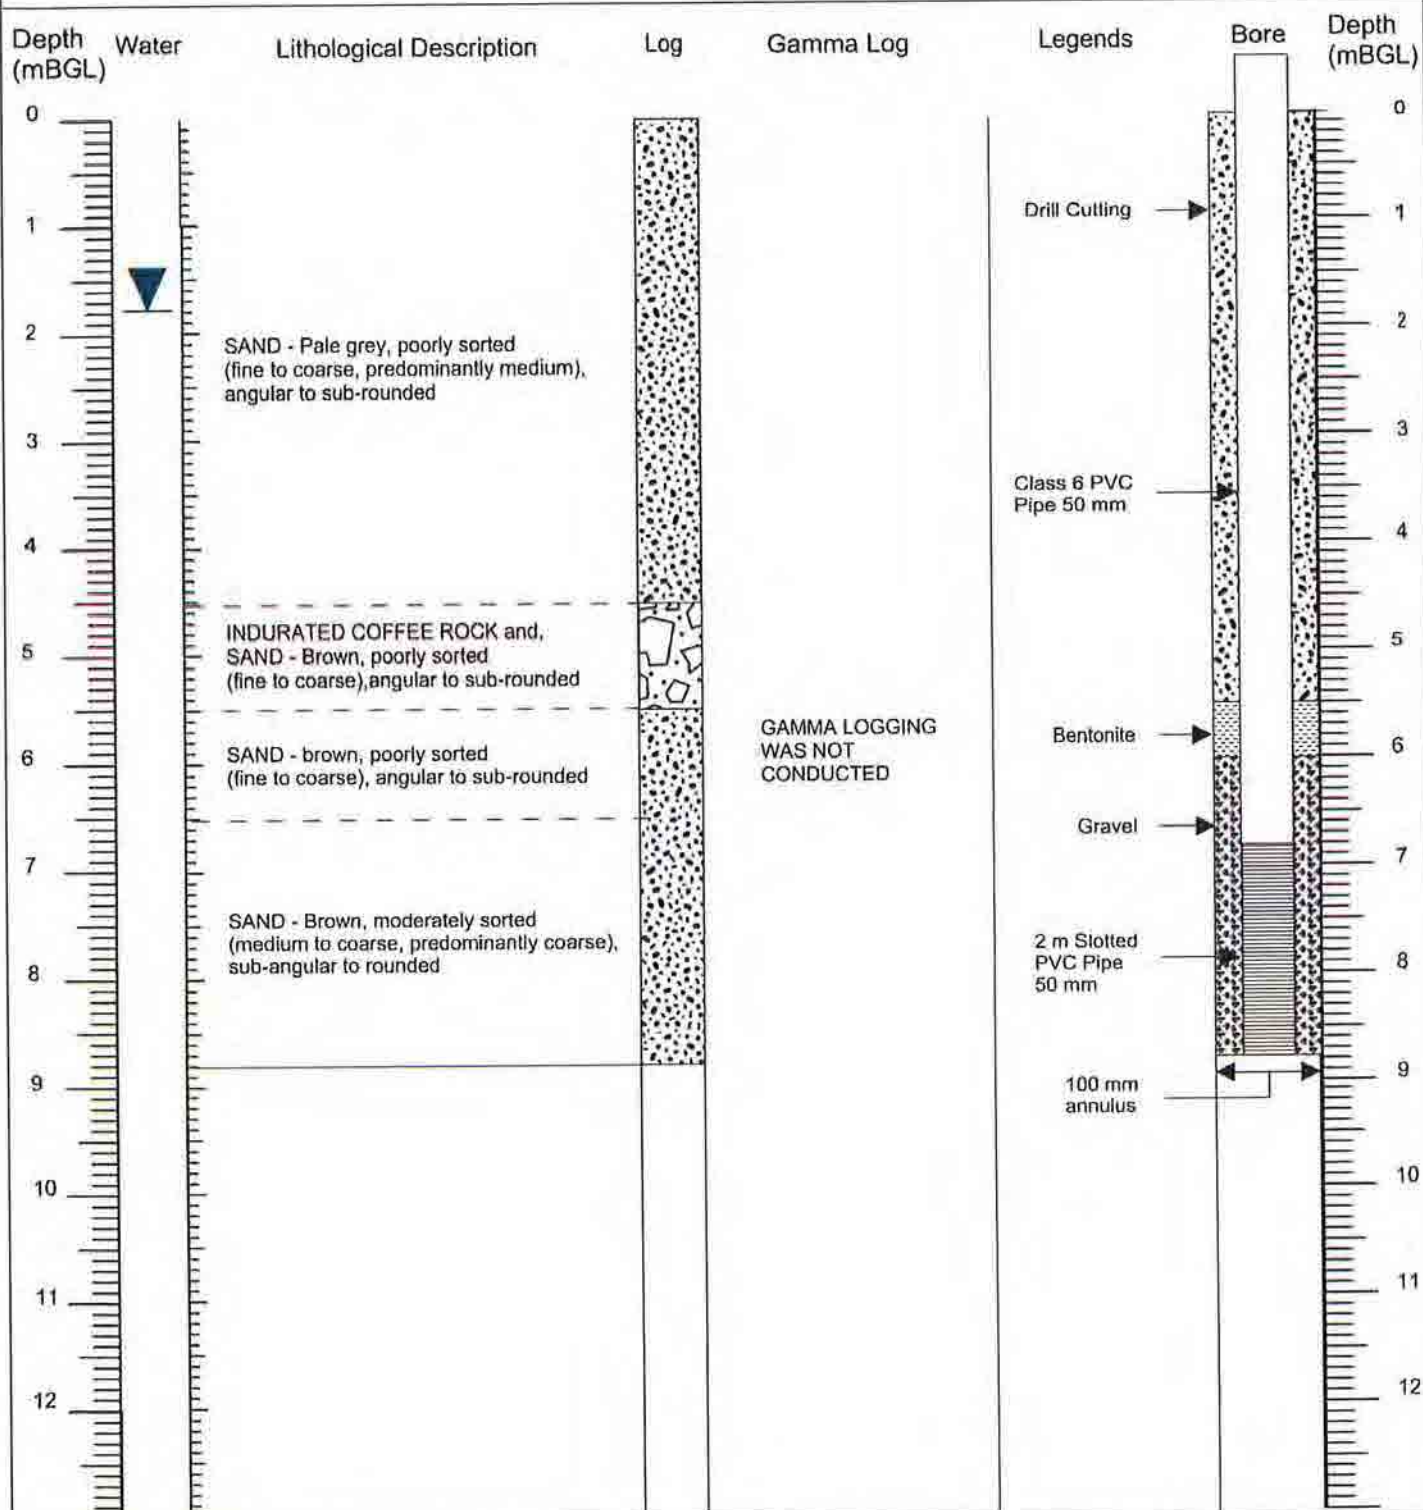 Depth
(mBGL)
Water
Lithological Description
Log
Gamma Log
Legends
Bore
Depth
(mBGL)
0
1
2
3
4
5
6
7
8
9
10
11
12
SAND - Pale grey, poorly sorted
(fine to coarse, predominantly medium),
angular to sub-rounded
INDURATED COFFEE ROCK and,
SAND - Brown, poorly sorted
(fine to coarse),angular to sub-rounded
SAND - brown, poorly sorted
(fine to coarse), angular to sub-rounded
SAND - Brown, moderately sorted
(medium to coarse, predominantly coarse),
sub-angular to rounded
GAMMA LOGGING
WAS NOT
CONDUCTED
Drill Cutting
Class 6 PVC
Pipe 50 mm
Bentonite
Gravel
2 m Slotted
PVC Pipe
50 mm
100 mm
annulus
0
1
2
3
4
5
6
7
8
9
10
11
12